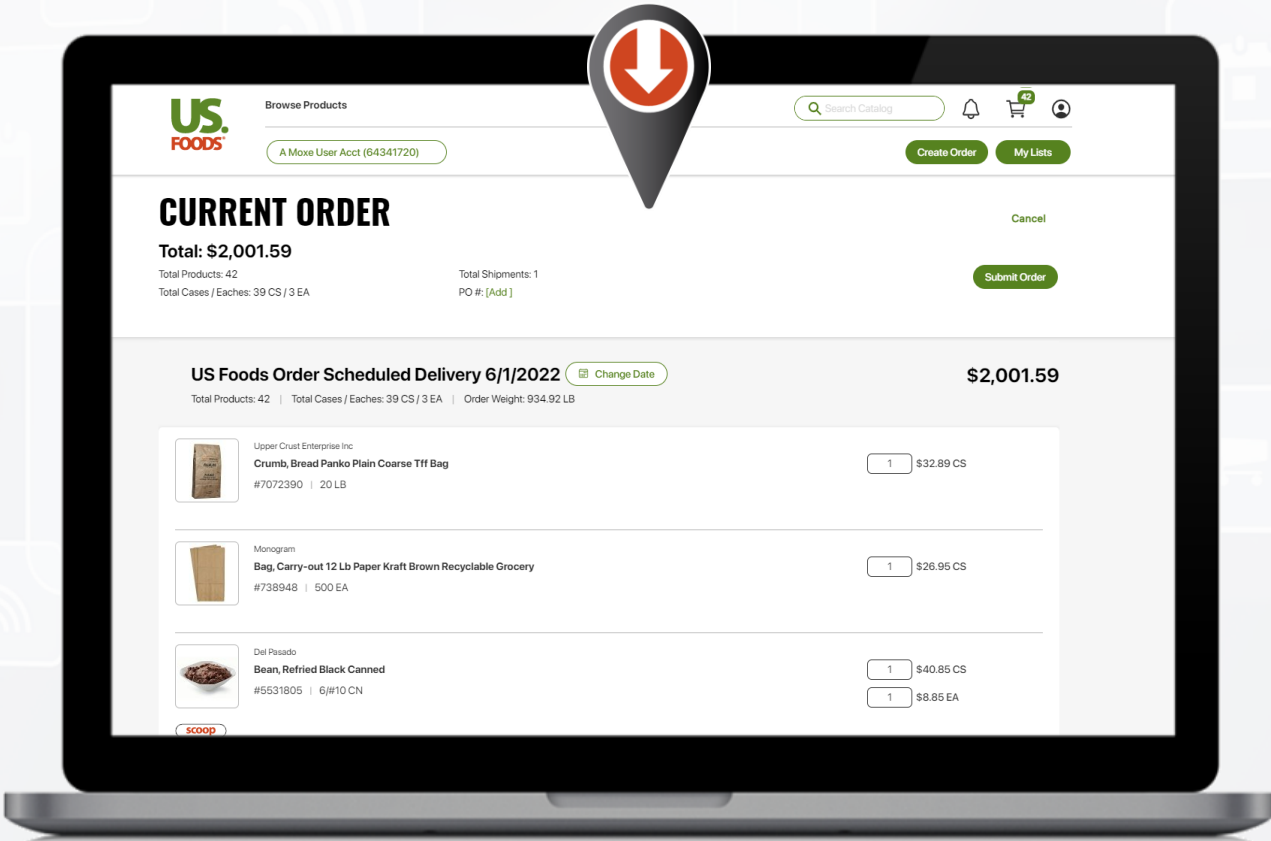 US.
FOODS
Browse Products
Search Catalog
42
A Moxe User Acct (64341720)
Create Order
My Lists
CURRENT ORDER
Cancel
Total: $2,001.59
Total Products: 42
Total Shipments: 1
Submit Order
Total Cases / Eaches: 39 CS / 3 EA
PO #: [Add ]
US Foods Order Scheduled Delivery 6/1/2022
Change Date
$2,001.59
Total Products: 42 | Total Cases / Eaches: 39 CS / 3 EA | Order Weight: 934.92 LB
Upper Crust Enterprise Inc
Crumb, Bread Panko Plain Coarse Tff Bag
1 $32.89 CS
#7072390 | 20 LB
Monogram
Bag, Carry-out 12 Lb Paper Kraft Brown Recyclable Grocery
1 $26.95 CS
#738948 | 500 EA
Del Pasado
Bean, Refried Black Canned
1 $40.85 CS
#5531805 | 6/#10 CN
1 $8.85 EA
scoop